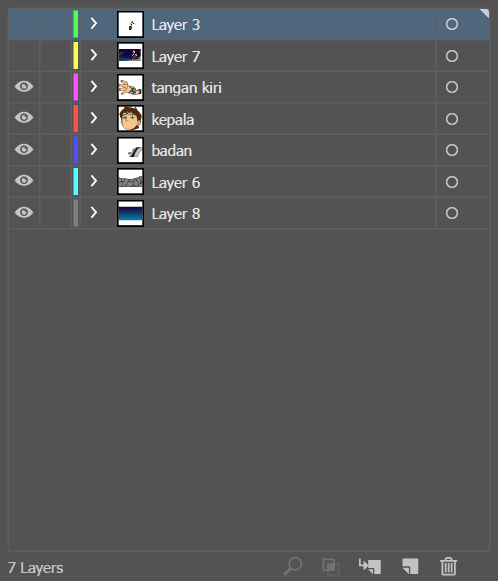 Layer 3
Layer 7
tangan kiri
kepala
badan
Layer 6
Layer 8
7 Layers